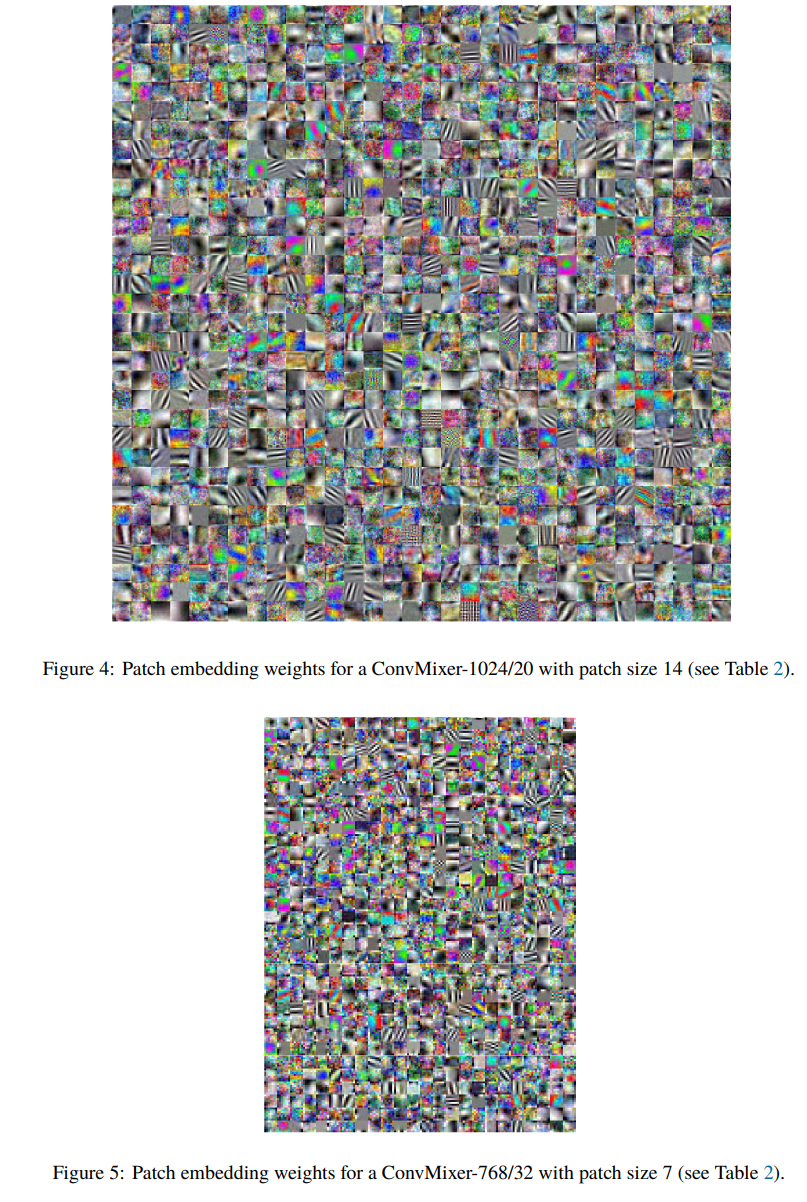 Figure 4: Patch embedding weights for a ConvMixer-1024/20 with patch size 14 (see Table 2).
Figure 5: Patch embedding weights for a ConvMixer-768/32 with patch size 7 (see Table 2).